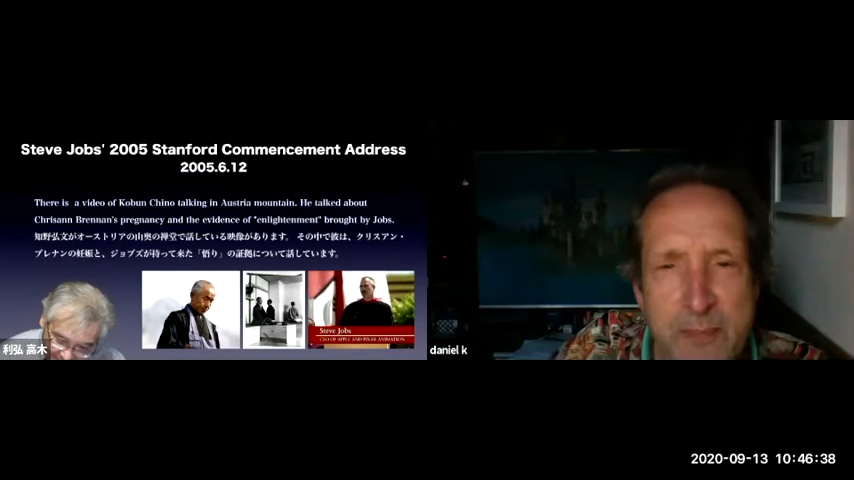 Steve Jobs' 2005 Stanford Commencement Address
2005.6.12
There is a video of Kobun Chino talking in Austria mountain. He talked about
Chrisann Brennan's pregnancy and the evidence of "enlightenment" brought by Jobs.
知野弘文がオーストリアの山奥の禅堂で話している映像があります。 その中で彼は、クリスアン・
ブレナンの妊娠と、ジョブズが持って来た「悟り」の証拠について話しています。
Steve Jobs
CEO OF APPLE AND PIXAR ANIMATION
利弘 高木
daniel k
2020-09-13 10:46:38